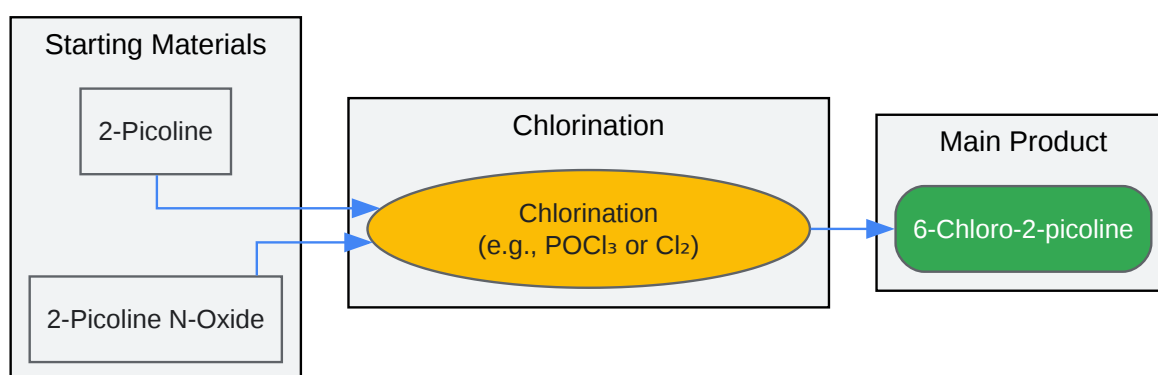 Starting Materials
2-Picoline
2-Picoline N-Oxide
Chlorination
Chlorination
(e.g., POCl₃ or Cl₂)
Main Product
6-Chloro-2-picoline